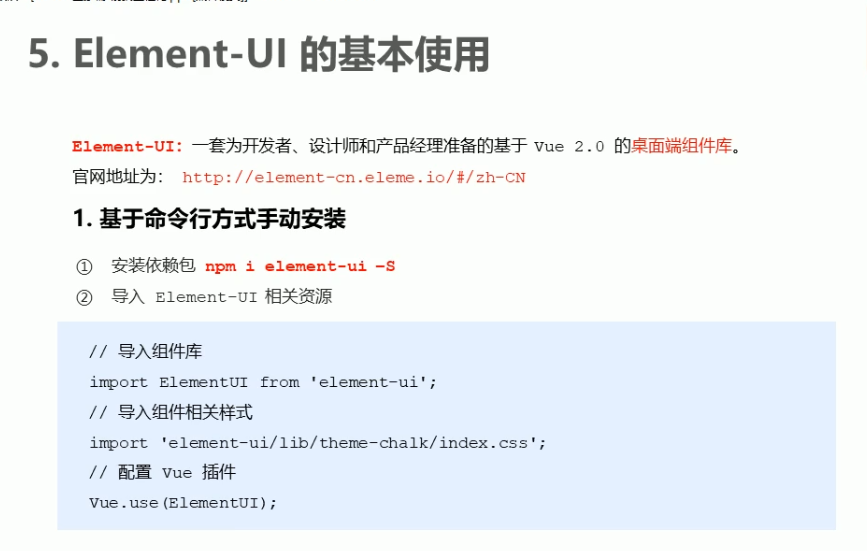 5. Element-UI 的基本使用
Element-UI: 一套为开发者、设计师和产品经理准备的基于 Vue 2.0 的桌面端组件库。
官网地址为： http://element-cn.eleme.io/#/zh-CN
1. 基于命令行方式手动安装
① 安装依赖包 npm i element-ui –S
② 导入 Element-UI 相关资源
// 导入组件库
import ElementUI from 'element-ui';
// 导入组件相关样式
import 'element-ui/lib/theme-chalk/index.css';
// 配置 Vue 插件
Vue.use(ElementUI);